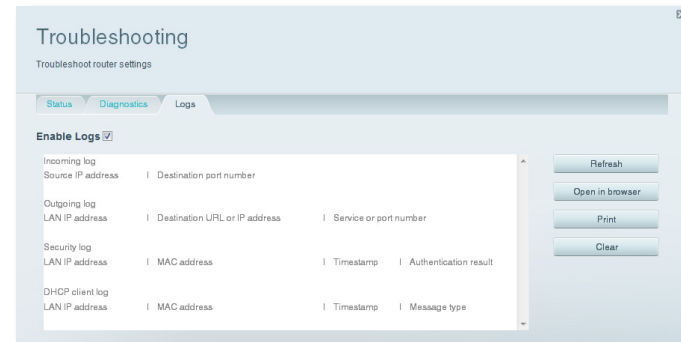 Troubleshooting
Troubleshoot router settings
Status Diagnostics Logs
Enable Logs
Incoming log
Source IP address | Destination port number
Outgoing log
LAN IP address | Destination URL or IP address | Service or port number
Security log
LAN IP address | MAC address | Timestamp | Authentication result
DHCP client log
LAN IP address | MAC address | Timestamp | Message type
Refresh
Open in browser
Print
Clear